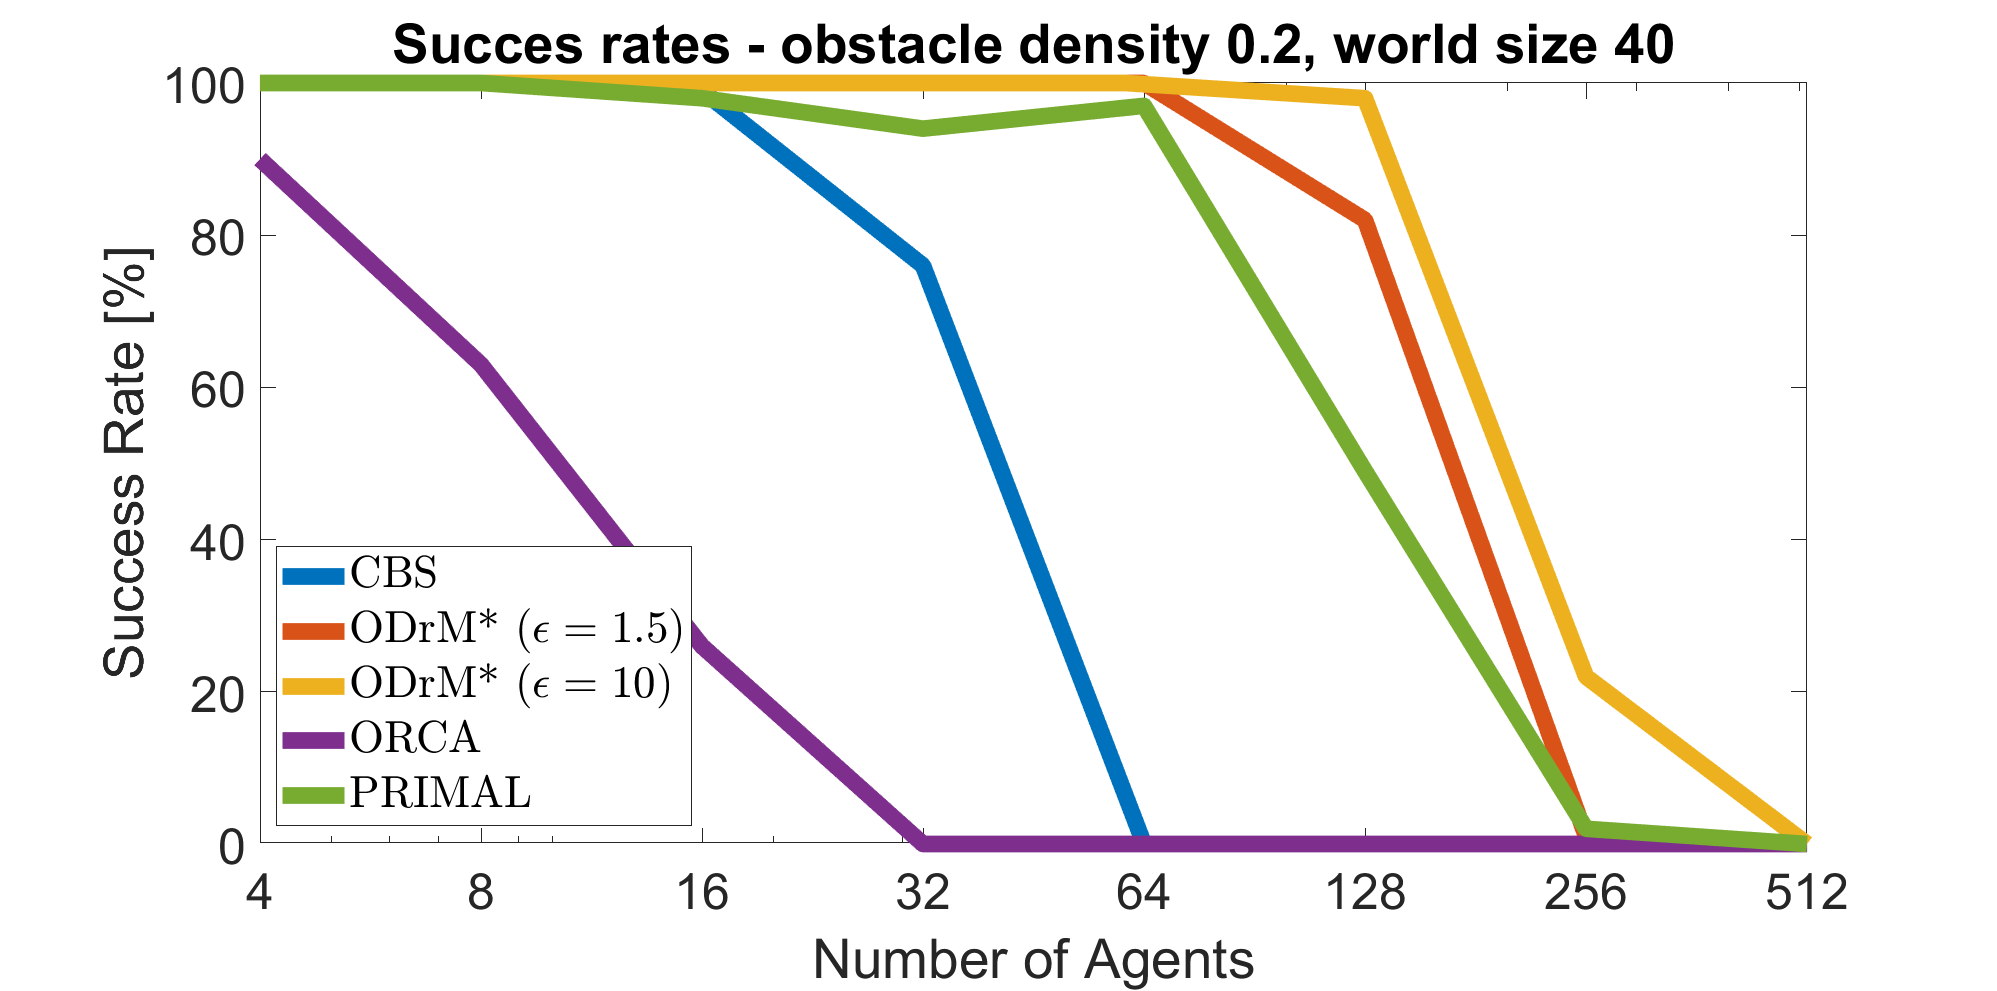 Succes rates - obstacle density 0.2, world size 40
100
80
60
40
20
0
Success Rate [%]
CBS
ODrM* (ϵ = 1.5)
ODrM* (ϵ = 10)
ORCA
PRIMAL
4 8 16 32 64 128 256 512
Number of Agents